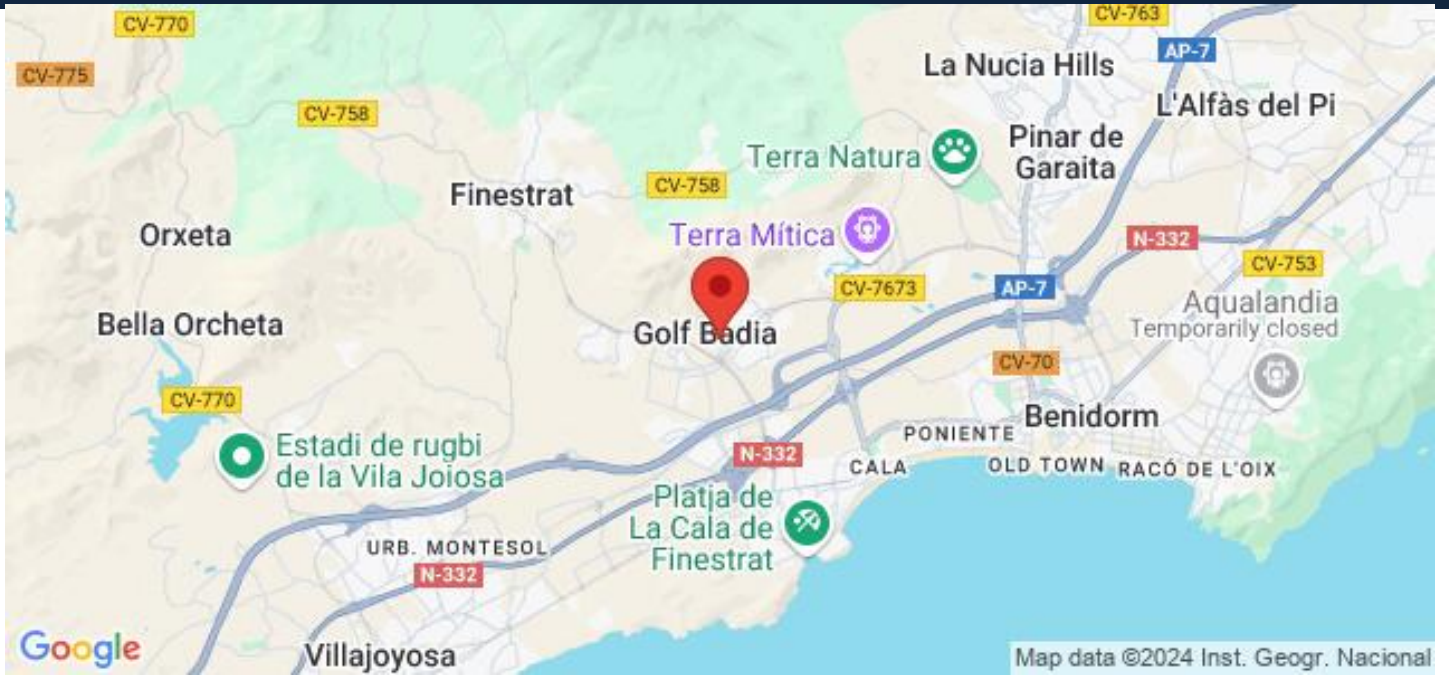 CV-770
CV-763
CV-775
La Nucia Hills
AP-7
CV-758
L'Alfàs del Pi
Terra Natura
Pinar de
Garaita
Finestrat
CV-758
Orxeta
Terra Mítica
N-332
CV-753
CV-7673
AP-7
Bella Orcheta
Golf Badia
Aqualandia
Temporarily closed
CV-70
CV-770
Benidorm
Estadi de rugbi
de la Vila Joiosa
N-332
PONIENTE
CALA
OLD TOWN
RACÓ DE L'OIX
Platja de
La Cala de
Finestrat
URB. MONTESOL
N-332
Google
Villajoyosa
Map data ©2024 Inst. Geogr. Nacional